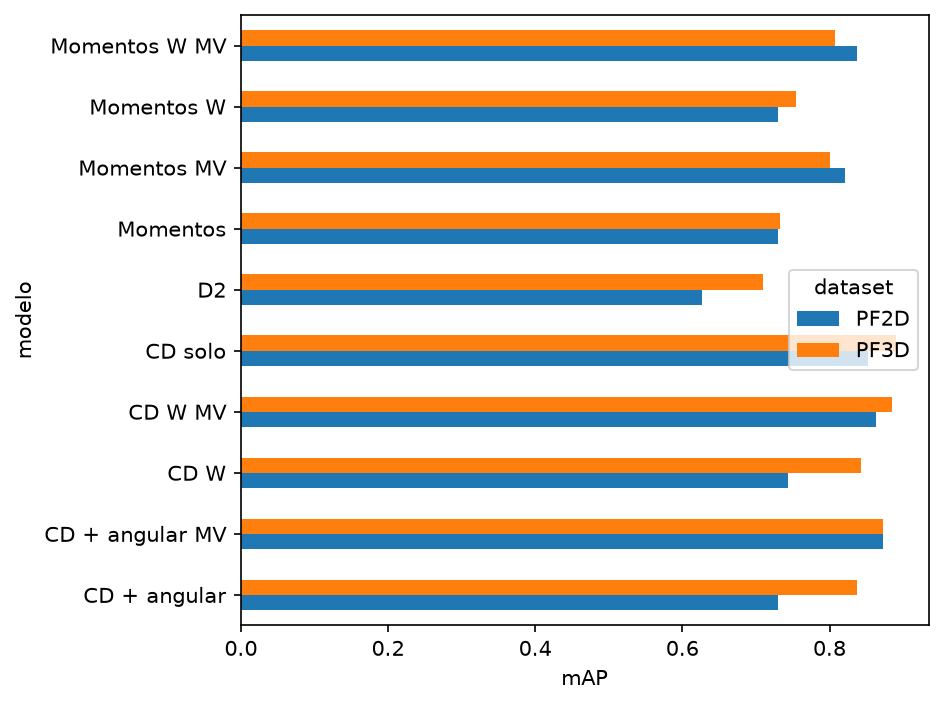 Momentos W MV
Momentos W
Momentos MV
Momentos
D2
CD solo
CD W MV
CD W
CD + angular MV
CD + angular
modelo
dataset
PF2D
PF3D
0.0 0.2 0.4 0.6 0.8
mAP